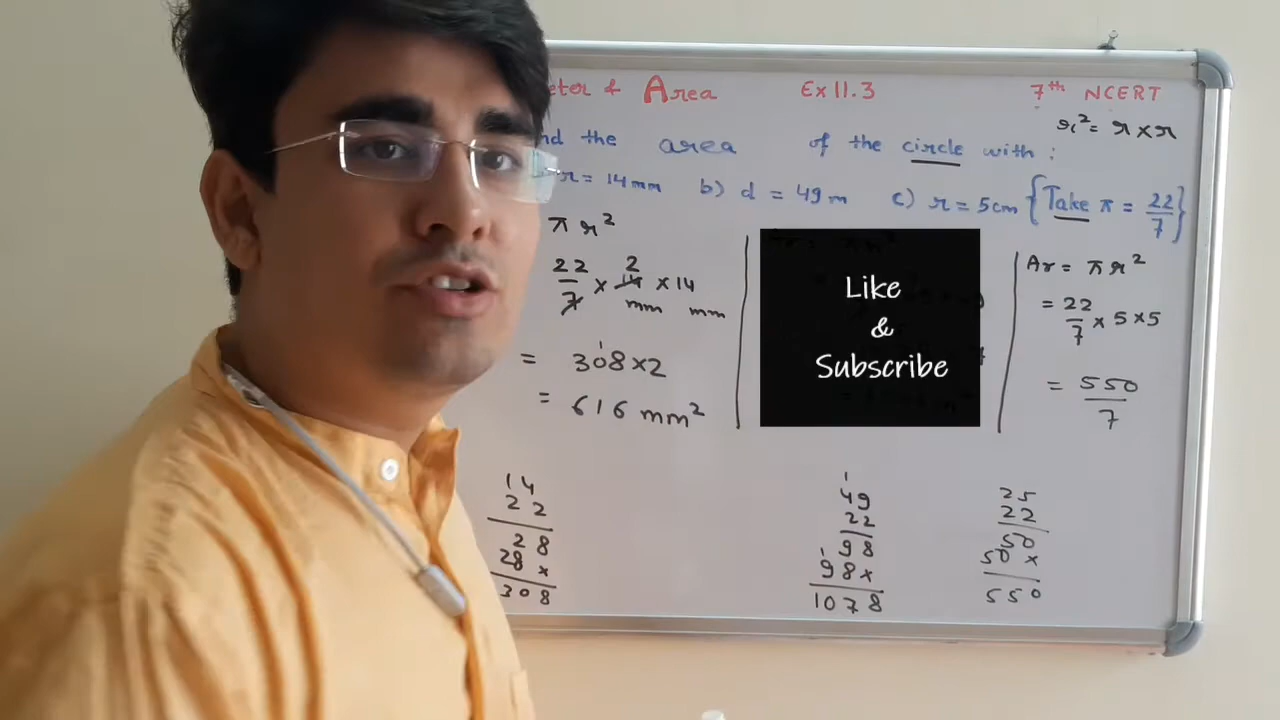 Area Ex 11.3 7th NCERT
r² = r x r
the area of the circle with :
r = 14 mm b) d = 49 m c) r = 5 cm {Take π = 22/7}
π r²
22/7 x 14 2 x 14
mm mm
= 308 x 2
= 616 mm²
Like
&
Subscribe
Ar = π r²
= 22/7 x 5 x 5
= 550/7
14
22
28
28 x
308
1
49
22
98
1
98 x
1078
25
22
50
50 x
550